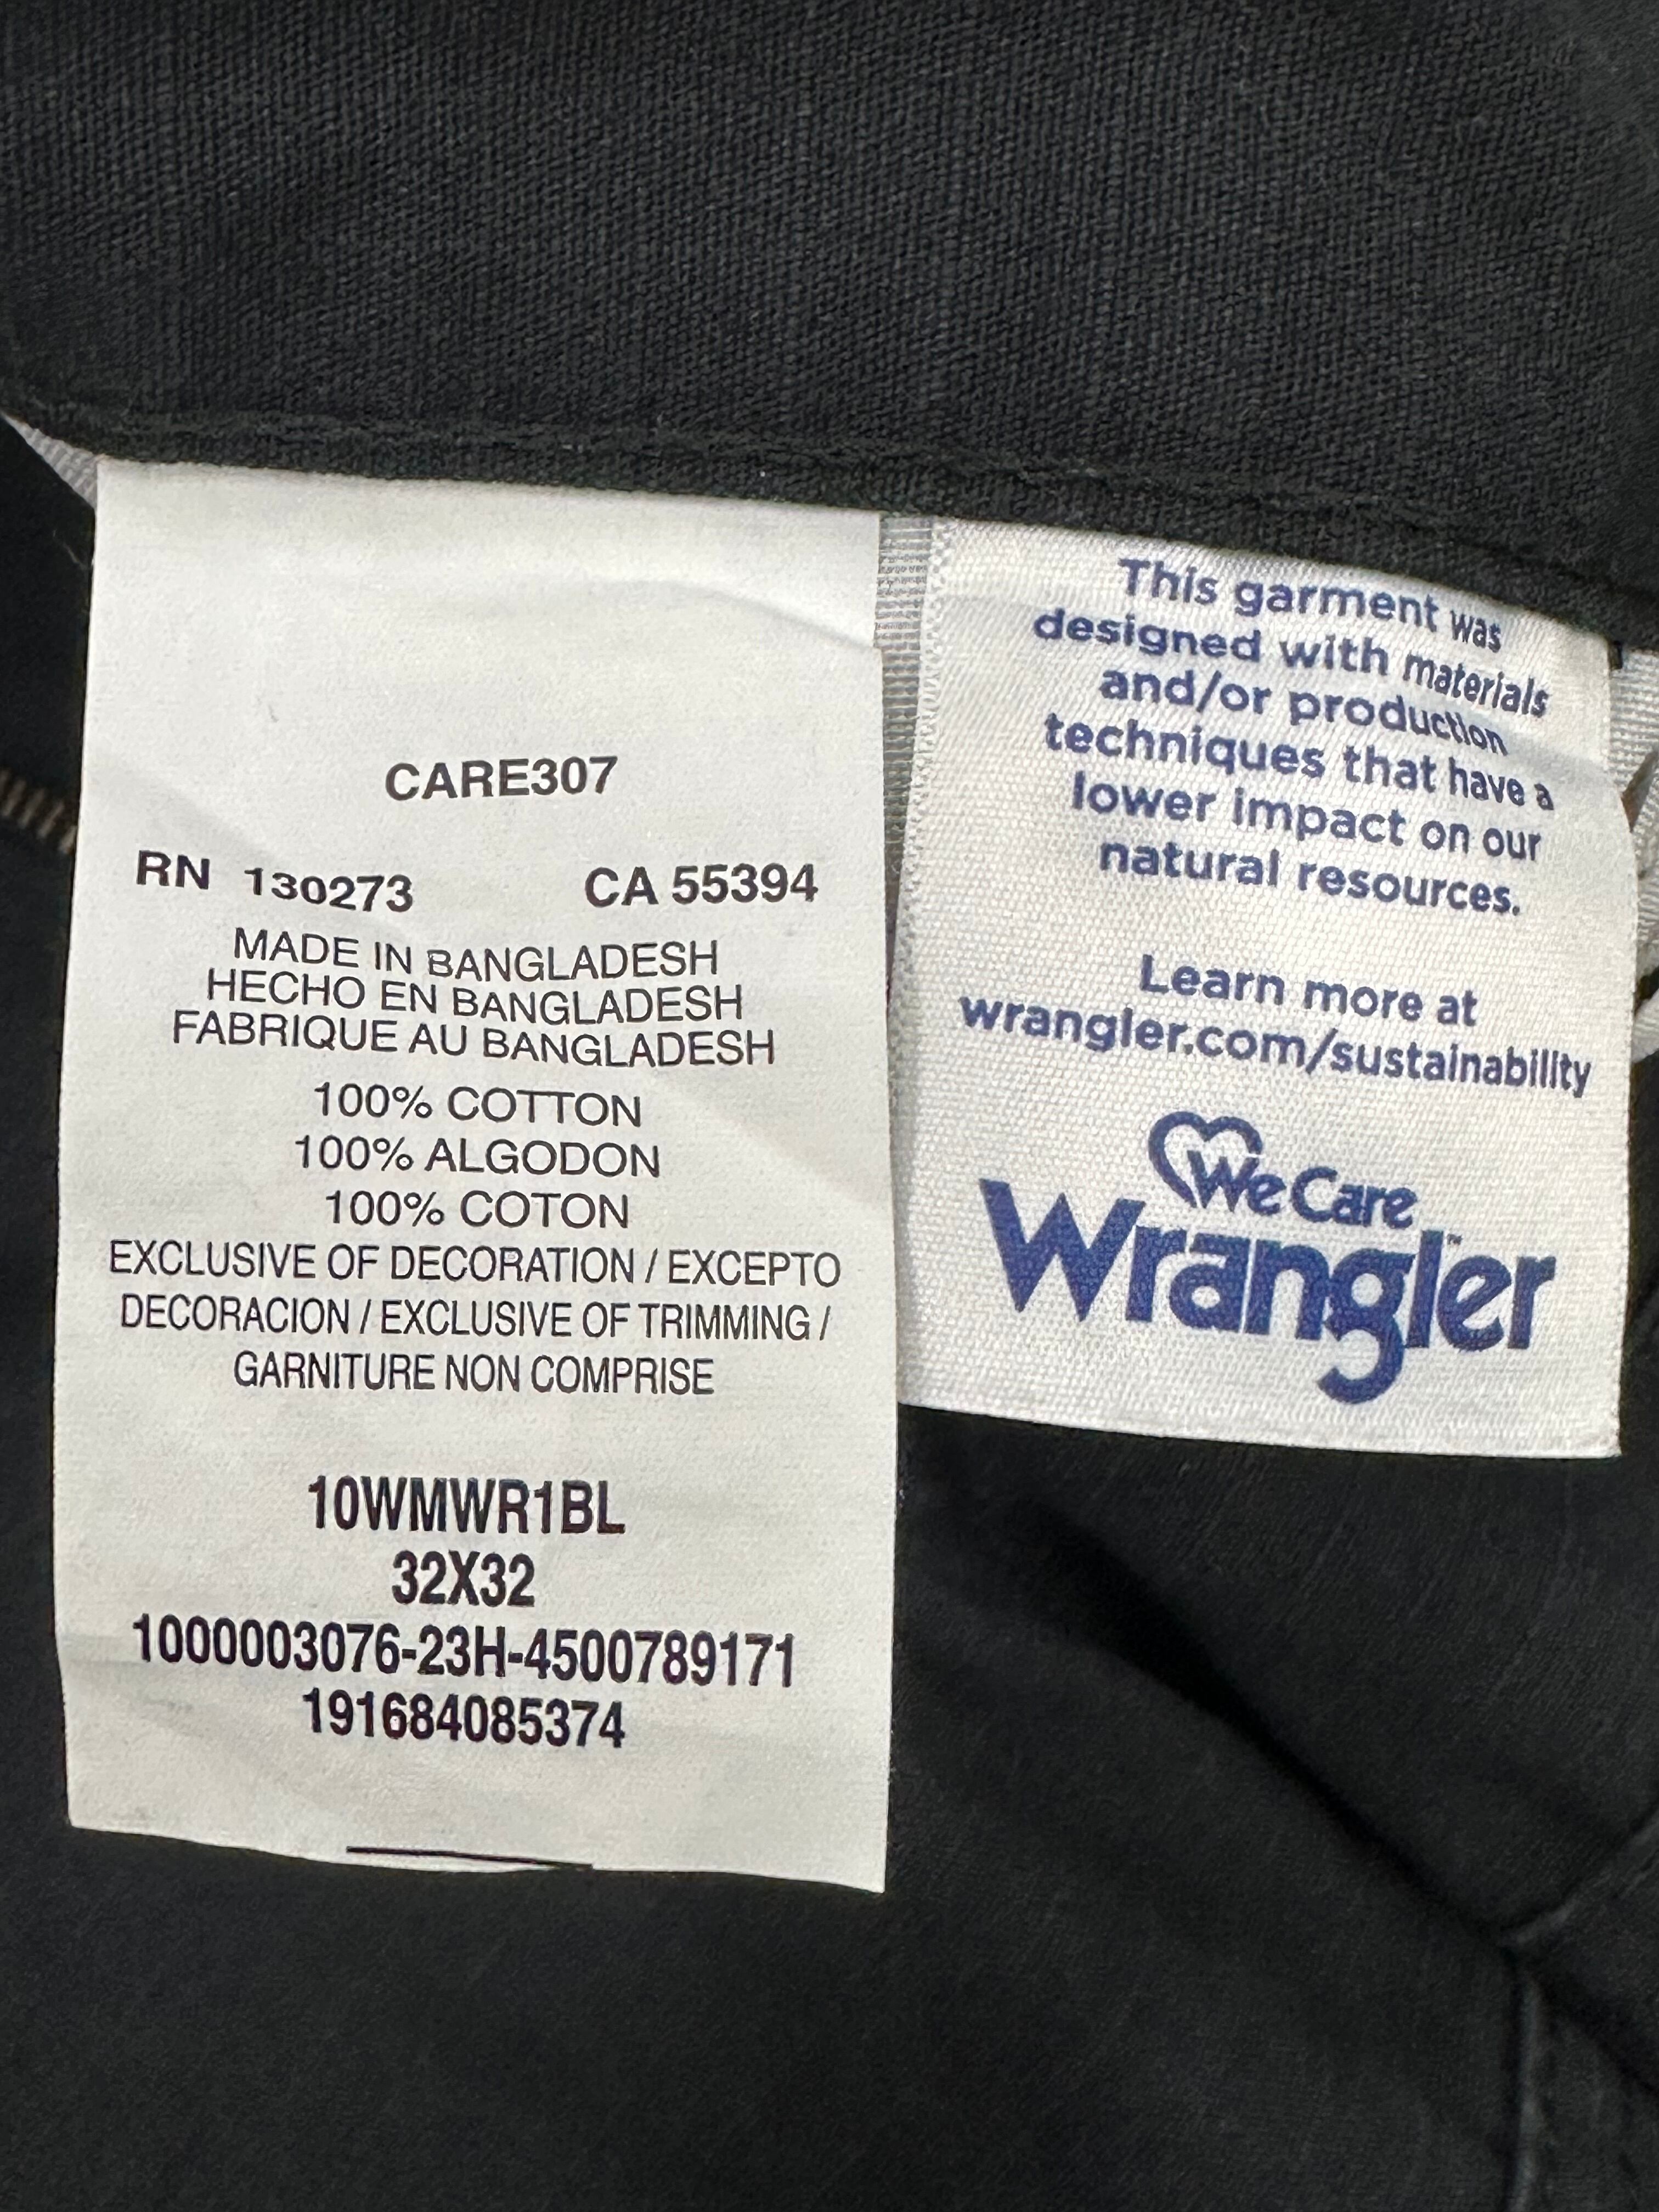 CARE307
RN 130273 CA 55394
MADE IN BANGLADESH
HECHO EN BANGLADESH
FABRIQUE AU BANGLADESH
100% COTTON
100% ALGODON
100% COTON
EXCLUSIVE OF DECORATION / EXCEPTO
DECORACION / EXCLUSIVE OF TRIMMING /
GARNITURE NON COMPRISE
10WMWR1BL
32X32
1000003076-23H-4500789171
191684085374
This garment was
designed with materials
and/or production
techniques that have a
lower impact on our
natural resources.
Learn more at
wrangler.com/sustainability
We Care
Wrangler™